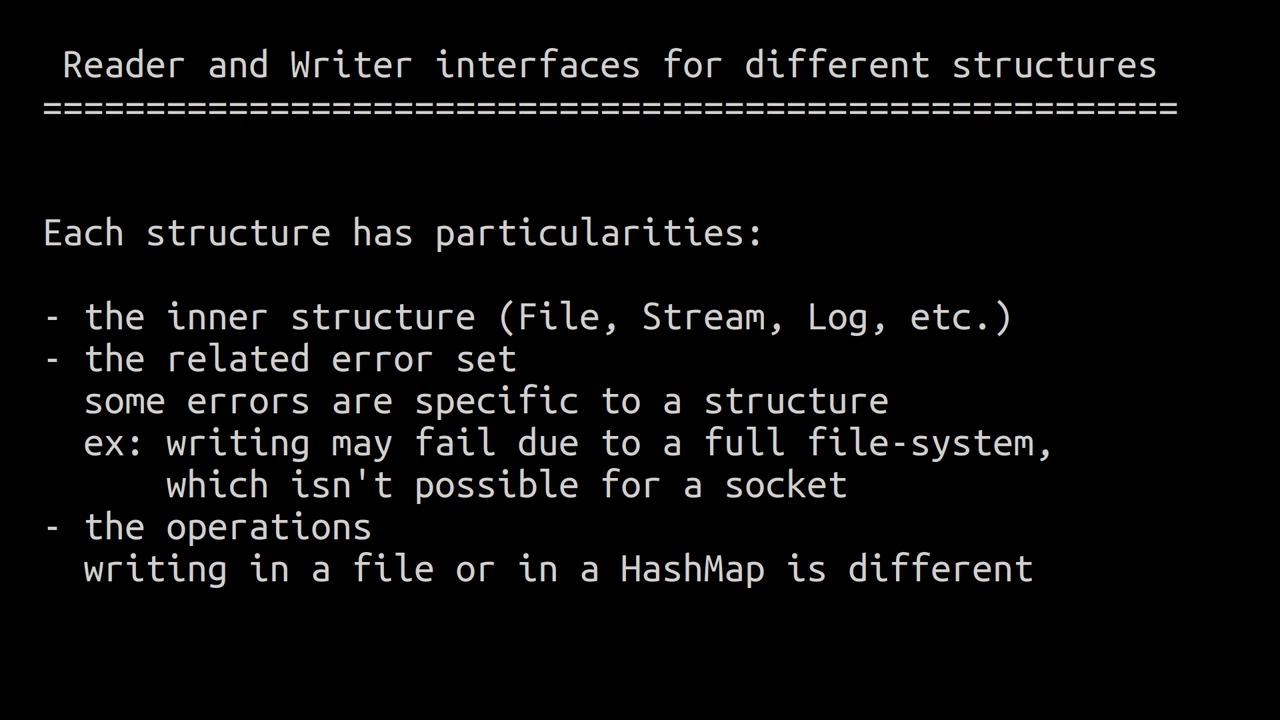 Reader and Writer interfaces for different structures
=======================================================
Each structure has particularities:
- the inner structure (File, Stream, Log, etc.)
- the related error set
some errors are specific to a structure
ex: writing may fail due to a full file-system,
which isn't possible for a socket
- the operations
writing in a file or in a HashMap is different